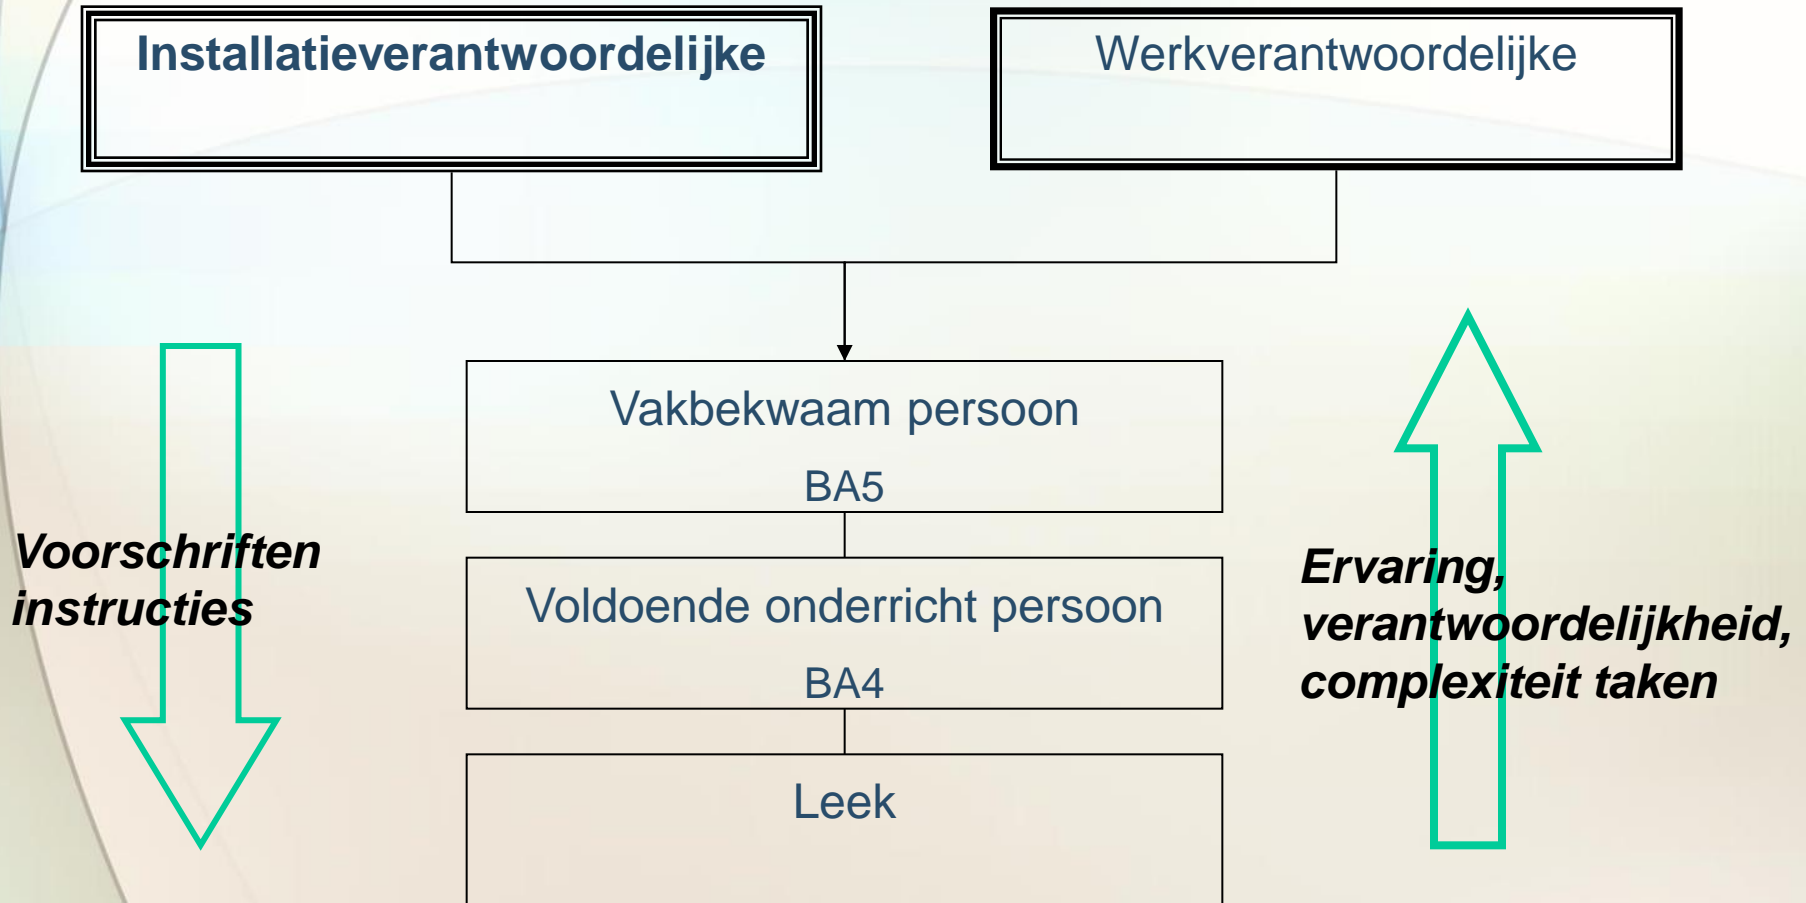 Installatieverantwoordelijke
Werkverantwoordelijke
Vakbekwaam persoon
BA5
Voorschriften
instructies
Voldoende onderricht persoon
BA4
Ervaring,
verantwoordelijkheid,
complexiteit taken
Leek